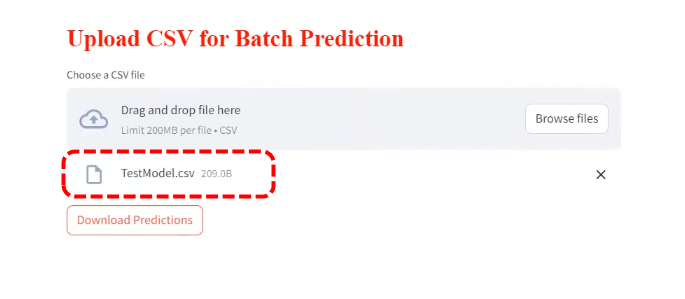 Upload CSV for Batch Prediction
Choose a CSV file
Drag and drop file here
Limit 200MB per file • CSV
Browse files
TestModel.csv 209.0B
Download Predictions